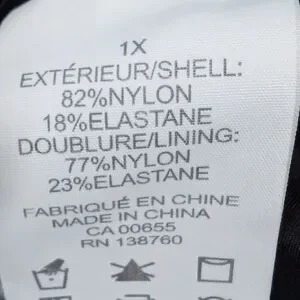 1X
EXTÉRIEUR/SHELL:
82%NYLON
18%ELASTANE
DOUBLURE/LINING:
77%NYLON
23%ELASTANE
FABRIQUÉ EN CHINE
MADE IN CHINA
CA 00655
RN 138760